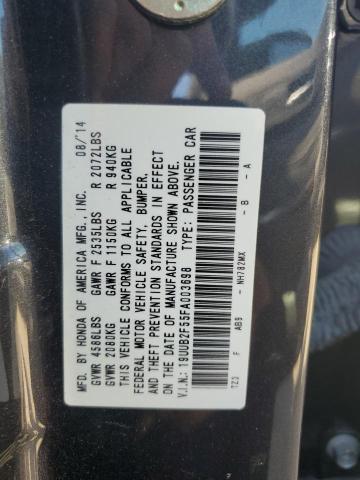 MFD. BY HONDA OF AMERICA MFG., INC. 08/14
GVWR 4586LBS GAWR F 2535LBS R 2072LBS
GVWR 2080KG GAWR F 1150KG R 940KG
THIS VEHICLE CONFORMS TO ALL APPLICABLE
FEDERAL MOTOR VEHICLE SAFETY, BUMPER,
AND THEFT PREVENTION STANDARDS IN EFFECT
ON THE DATE OF MANUFACTURE SHOWN ABOVE.
V.I.N.: 19UUB2F55FA003698 TYPE: PASSENGER CAR
TZ3 F AB9 - NH782MX - B - A